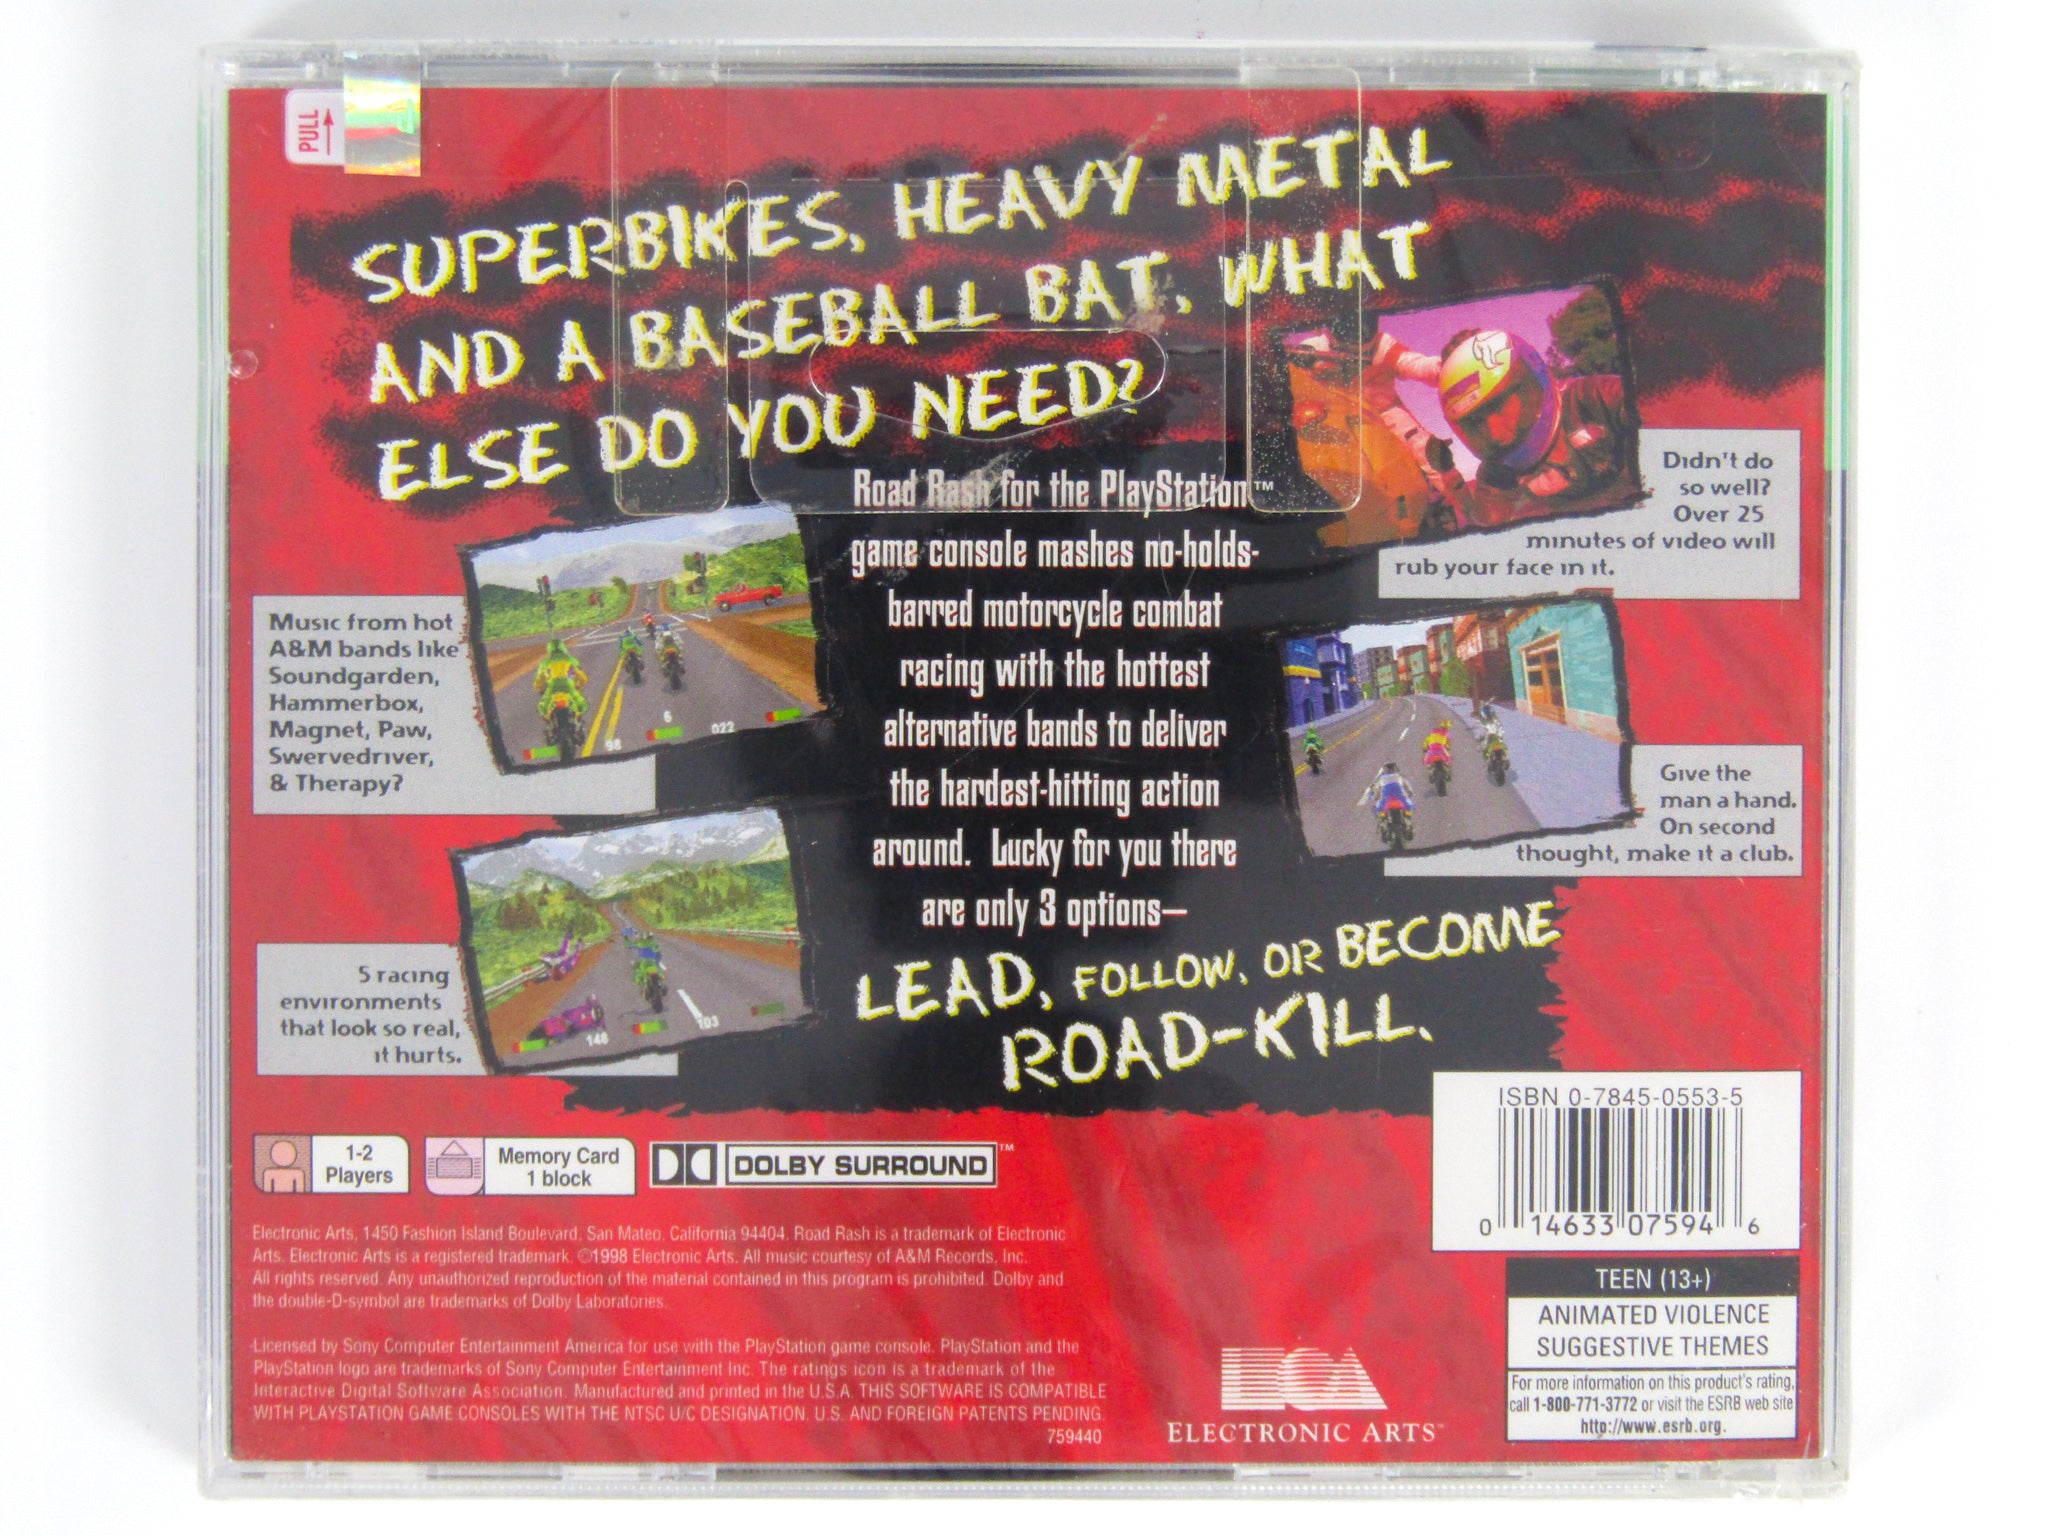 PULL
SUPERBIKES, HEAVY METAL
AND A BASEBALL BAT, WHAT
ELSE DO YOU NEED?
Road Rash for the PlayStation™
game console mashes no-holds-
barred motorcycle combat
racing with the hottest
alternative bands to deliver
the hardest-hitting action
around. Lucky for you there
are only 3 options—
LEAD, FOLLOW, OR BECOME
ROAD-KILL.
Music from hot
A&M bands like
Soundgarden,
Hammerbox,
Magnet, Paw,
Swervedriver,
& Therapy?
6
98
022
5 racing
environments
that look so real,
it hurts.
148
103
Didn't do
so well?
Over 25
minutes of video will
rub your face in it.
Give the
man a hand.
On second
thought, make it a club.
1-2
Players
Memory Card
1 block
DOLBY SURROUND™
ISBN 0-7845-0553-5
0 14633 07594 6
Electronic Arts, 1450 Fashion Island Boulevard, San Mateo, California 94404. Road Rash is a trademark of Electronic
Arts. Electronic Arts is a registered trademark. ©1998 Electronic Arts. All music courtesy of A&M Records, Inc.
All rights reserved. Any unauthorized reproduction of the material contained in this program is prohibited. Dolby and
the double-D-symbol are trademarks of Dolby Laboratories.
Licensed by Sony Computer Entertainment America for use with the PlayStation game console. PlayStation and the
PlayStation logo are trademarks of Sony Computer Entertainment Inc. The ratings icon is a trademark of the
Interactive Digital Software Association. Manufactured and printed in the U.S.A. THIS SOFTWARE IS COMPATIBLE
WITH PLAYSTATION GAME CONSOLES WITH THE NTSC U/C DESIGNATION. U.S. AND FOREIGN PATENTS PENDING.
759440
ELECTRONIC ARTS™
TEEN (13+)
ANIMATED VIOLENCE
SUGGESTIVE THEMES
For more information on this product's rating,
call 1-800-771-3772 or visit the ESRB web site
http://www.esrb.org.